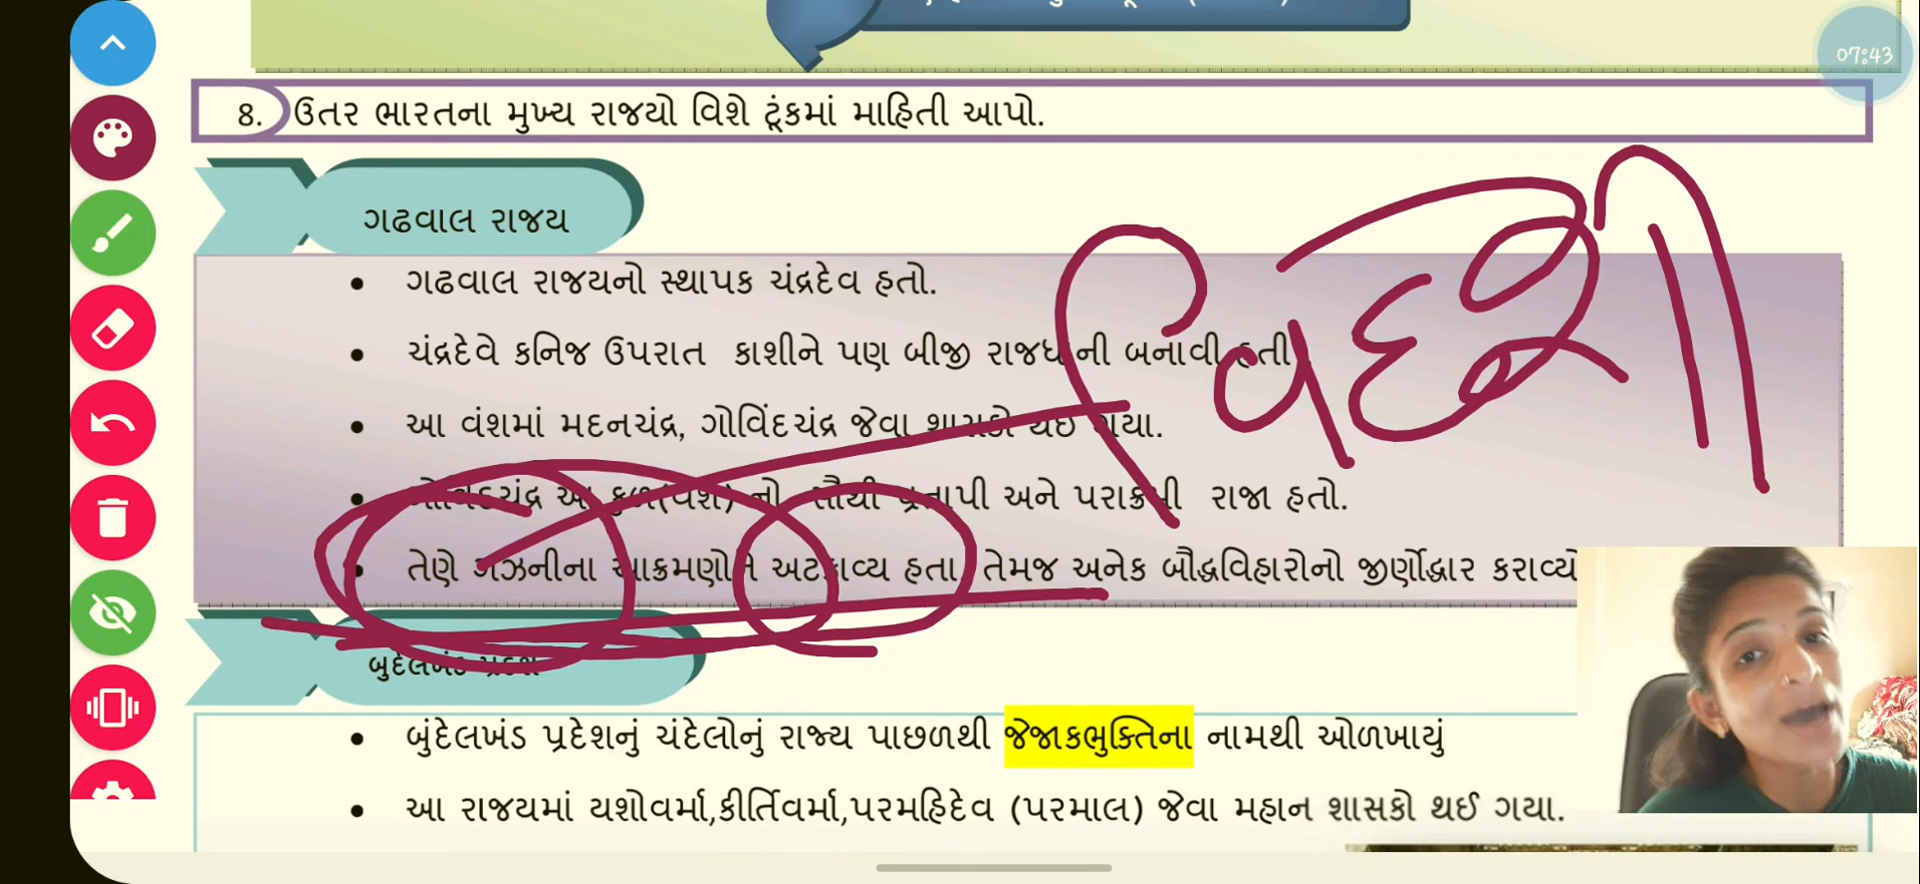 07:43
8. ઉતર ભારતના મુખ્ય રાજયો વિશે ટૂંકમાં માહિતી આપો.
ગઢવાલ રાજય
• ગઢવાલ રાજયનો સ્થાપક ચંદ્રદેવ હતો.
• ચંદ્રદેવે કનિજ ઉપરાત કાશીને પણ બીજી રાજધાની બનાવી હતી
• આ વંશમાં મદનચંદ્ર, ગોવિંદચંદ્ર જેવા શાસકો થઈ ગયા.
• ગોવિંદચંદ્ર આ કુળ(વંશ) નો સૌથી પ્રતાપી અને પરાક્રમી રાજા હતો.
• તેણે ગઝનીના આક્રમણોને અટકાવ્ય હતા. તેમજ અનેક બૌદ્ધવિહારોનો જીર્ણોદ્ધાર કરાવ્યો
વિદેશી
બુંદેલખંડ પ્રદેશ
• બુંદેલખંડ પ્રદેશનું ચંદેલોનું રાજ્ય પાછળથી જેજાકભુક્તિના નામથી ઓળખાયું
• આ રાજયમાં યશોવર્મા,કીર્તિવર્મા,પરમહિદેવ (પરમાલ) જેવા મહાન શાસકો થઈ ગયા.